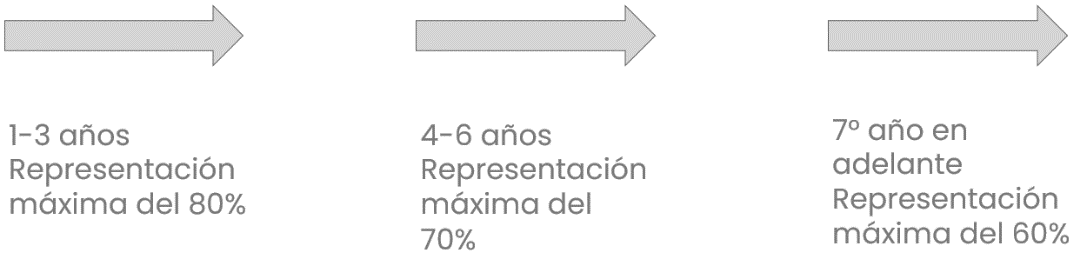 1-3 años
Representación
máxima del 80%
4-6 años
Representación
máxima del
70%
7º año en
adelante
Representación
máxima del 60%